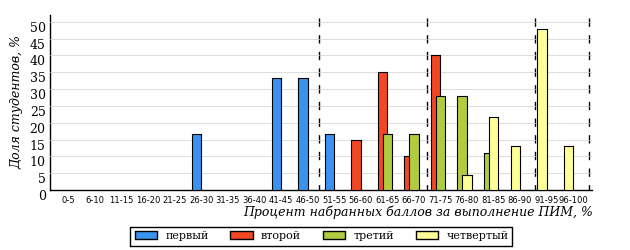 Доля студентов, %
50
45
40
35
30
25
20
15
10
5
0
0-5 6-10 11-15 16-20 21-25 26-30 31-35 36-40 41-45 46-50 51-55 56-60 61-65 66-70 71-75 76-80 81-85 86-90 91-95 96-100
Процент набранных баллов за выполнение ПИМ, %
первый второй третий четвертый